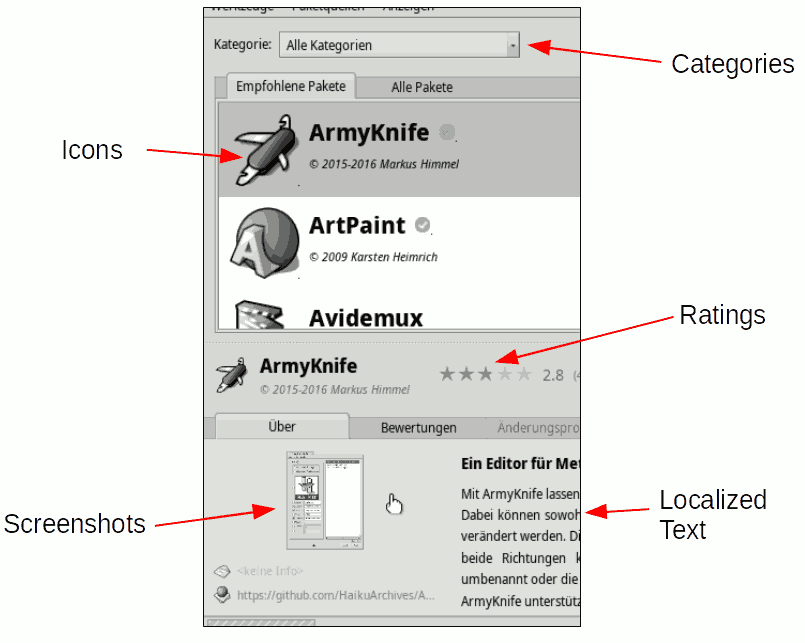 Werkzeuge Paketquellen Anzeigen
Kategorie: Alle Kategorien
Categories
Empfohlene Pakete Alle Pakete
Icons
ArmyKnife
© 2015-2016 Markus Himmel
ArtPaint
© 2009 Karsten Heimrich
Avidemux
Ratings
ArmyKnife
© 2015-2016 Markus Himmel
2.8 (4
Über Bewertungen Änderungspro
Ein Editor für Met
Mit ArmyKnife lassen
Screenshots
Localized
Text
Dabei können sowoh
verändert werden. Di
beide Richtungen k
umbenannt oder die
ArmyKnife unterstütz
<keine Info>
https://github.com/HaikuArchives/A...